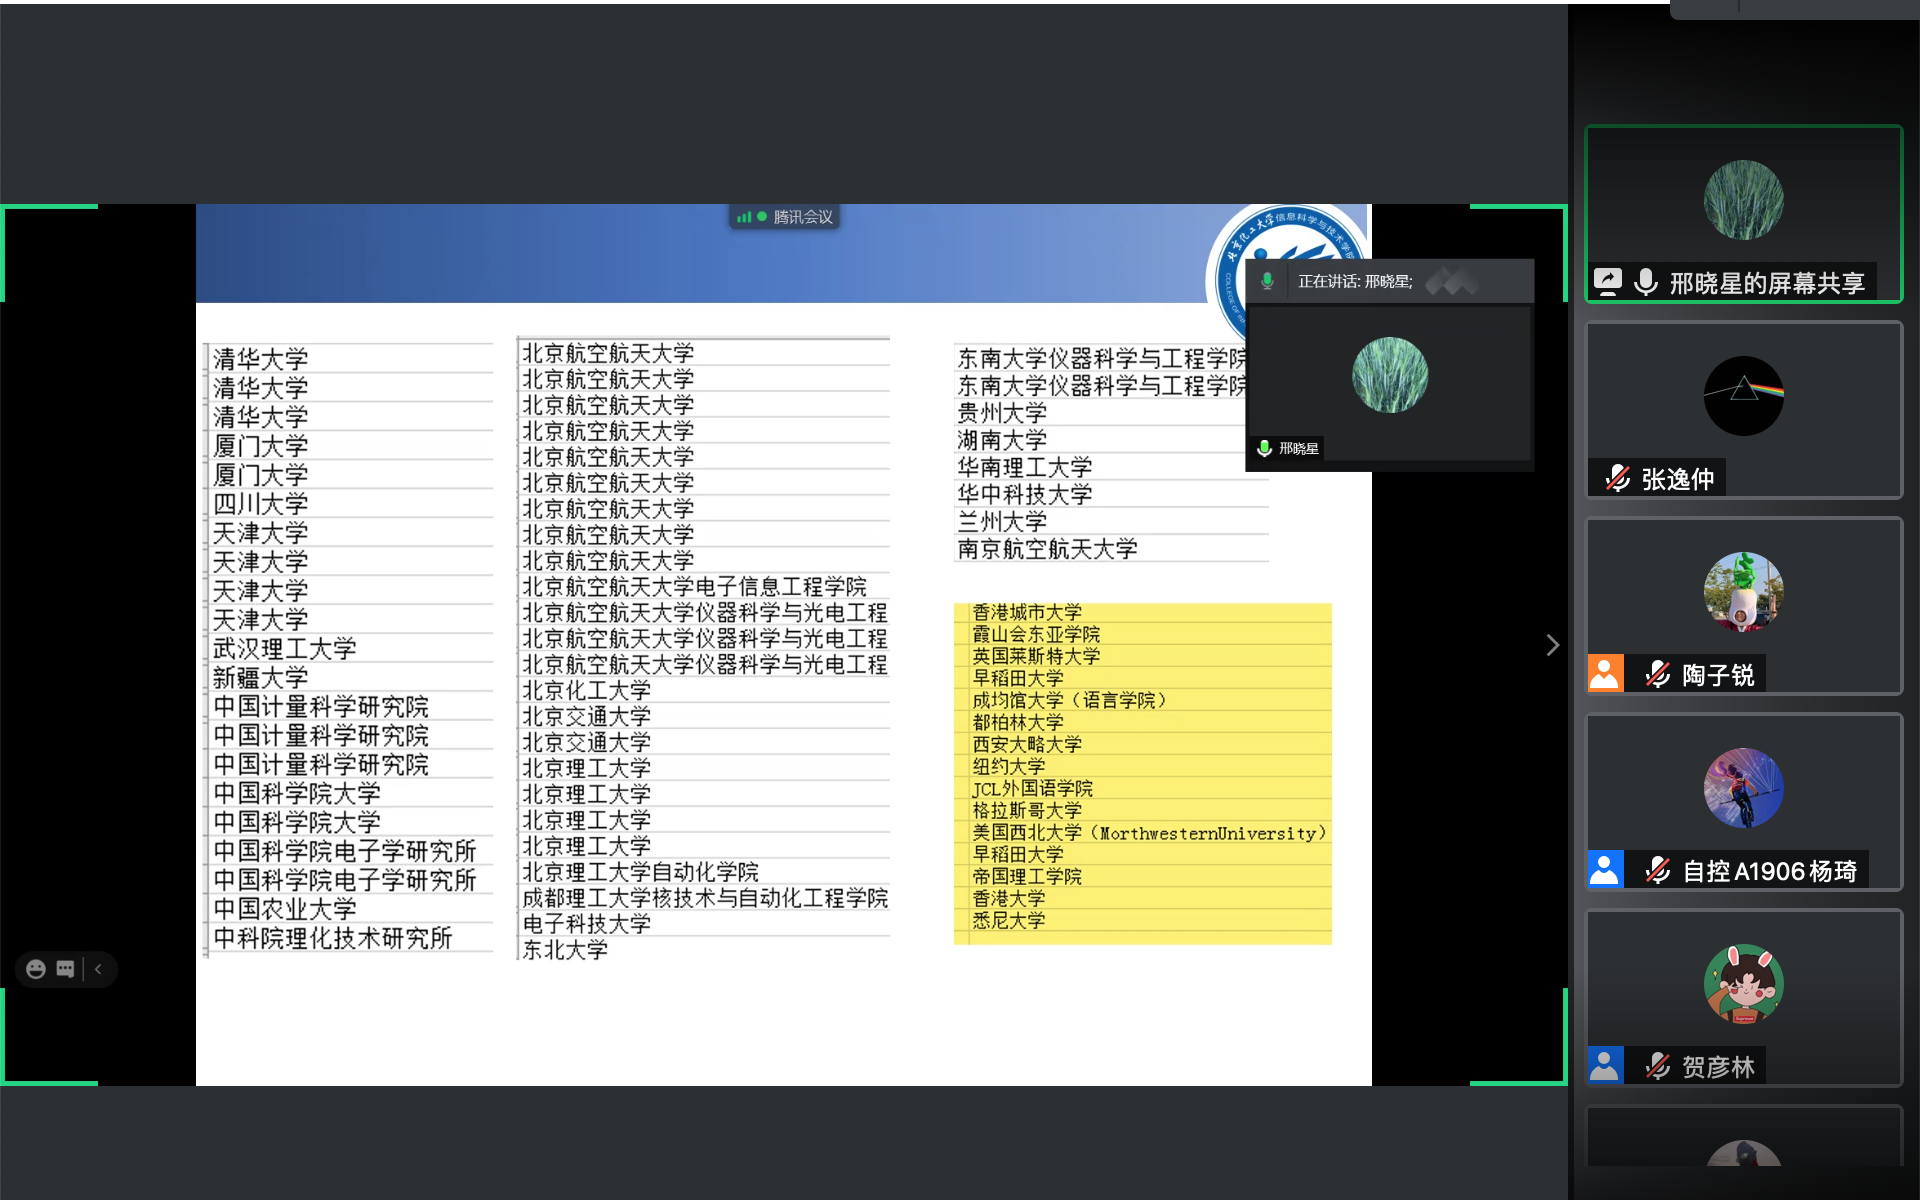 腾讯会议
北京化工大学信息科学与技术学院
清华大学
清华大学
清华大学
厦门大学
厦门大学
四川大学
天津大学
天津大学
天津大学
天津大学
武汉理工大学
新疆大学
中国计量科学研究院
中国计量科学研究院
中国计量科学研究院
中国科学院大学
中国科学院大学
中国科学院电子学研究所
中国科学院电子学研究所
中国农业大学
中科院理化技术研究所
北京航空航天大学
北京航空航天大学
北京航空航天大学
北京航空航天大学
北京航空航天大学
北京航空航天大学
北京航空航天大学
北京航空航天大学
北京航空航天大学
北京航空航天大学电子信息工程学院
北京航空航天大学仪器科学与光电工程
北京航空航天大学仪器科学与光电工程
北京航空航天大学仪器科学与光电工程
北京化工大学
北京交通大学
北京交通大学
北京理工大学
北京理工大学
北京理工大学
北京理工大学
北京理工大学自动化学院
成都理工大学核技术与自动化工程学院
电子科技大学
东北大学
东南大学仪器科学与工程学院
东南大学仪器科学与工程学院
贵州大学
湖南大学
华南理工大学
华中科技大学
兰州大学
南京航空航天大学
香港城市大学
霞山会东亚学院
英国莱斯特大学
早稻田大学
成均馆大学（语言学院）
都柏林大学
西安大略大学
纽约大学
JCL外国语学院
格拉斯哥大学
美国西北大学（MorthwesternUniversity）
早稻田大学
帝国理工学院
香港大学
悉尼大学
正在讲话: 邢晓星;
邢晓星
邢晓星的屏幕共享
张逸仲
陶子锐
自控A1906杨琦
贺彦林